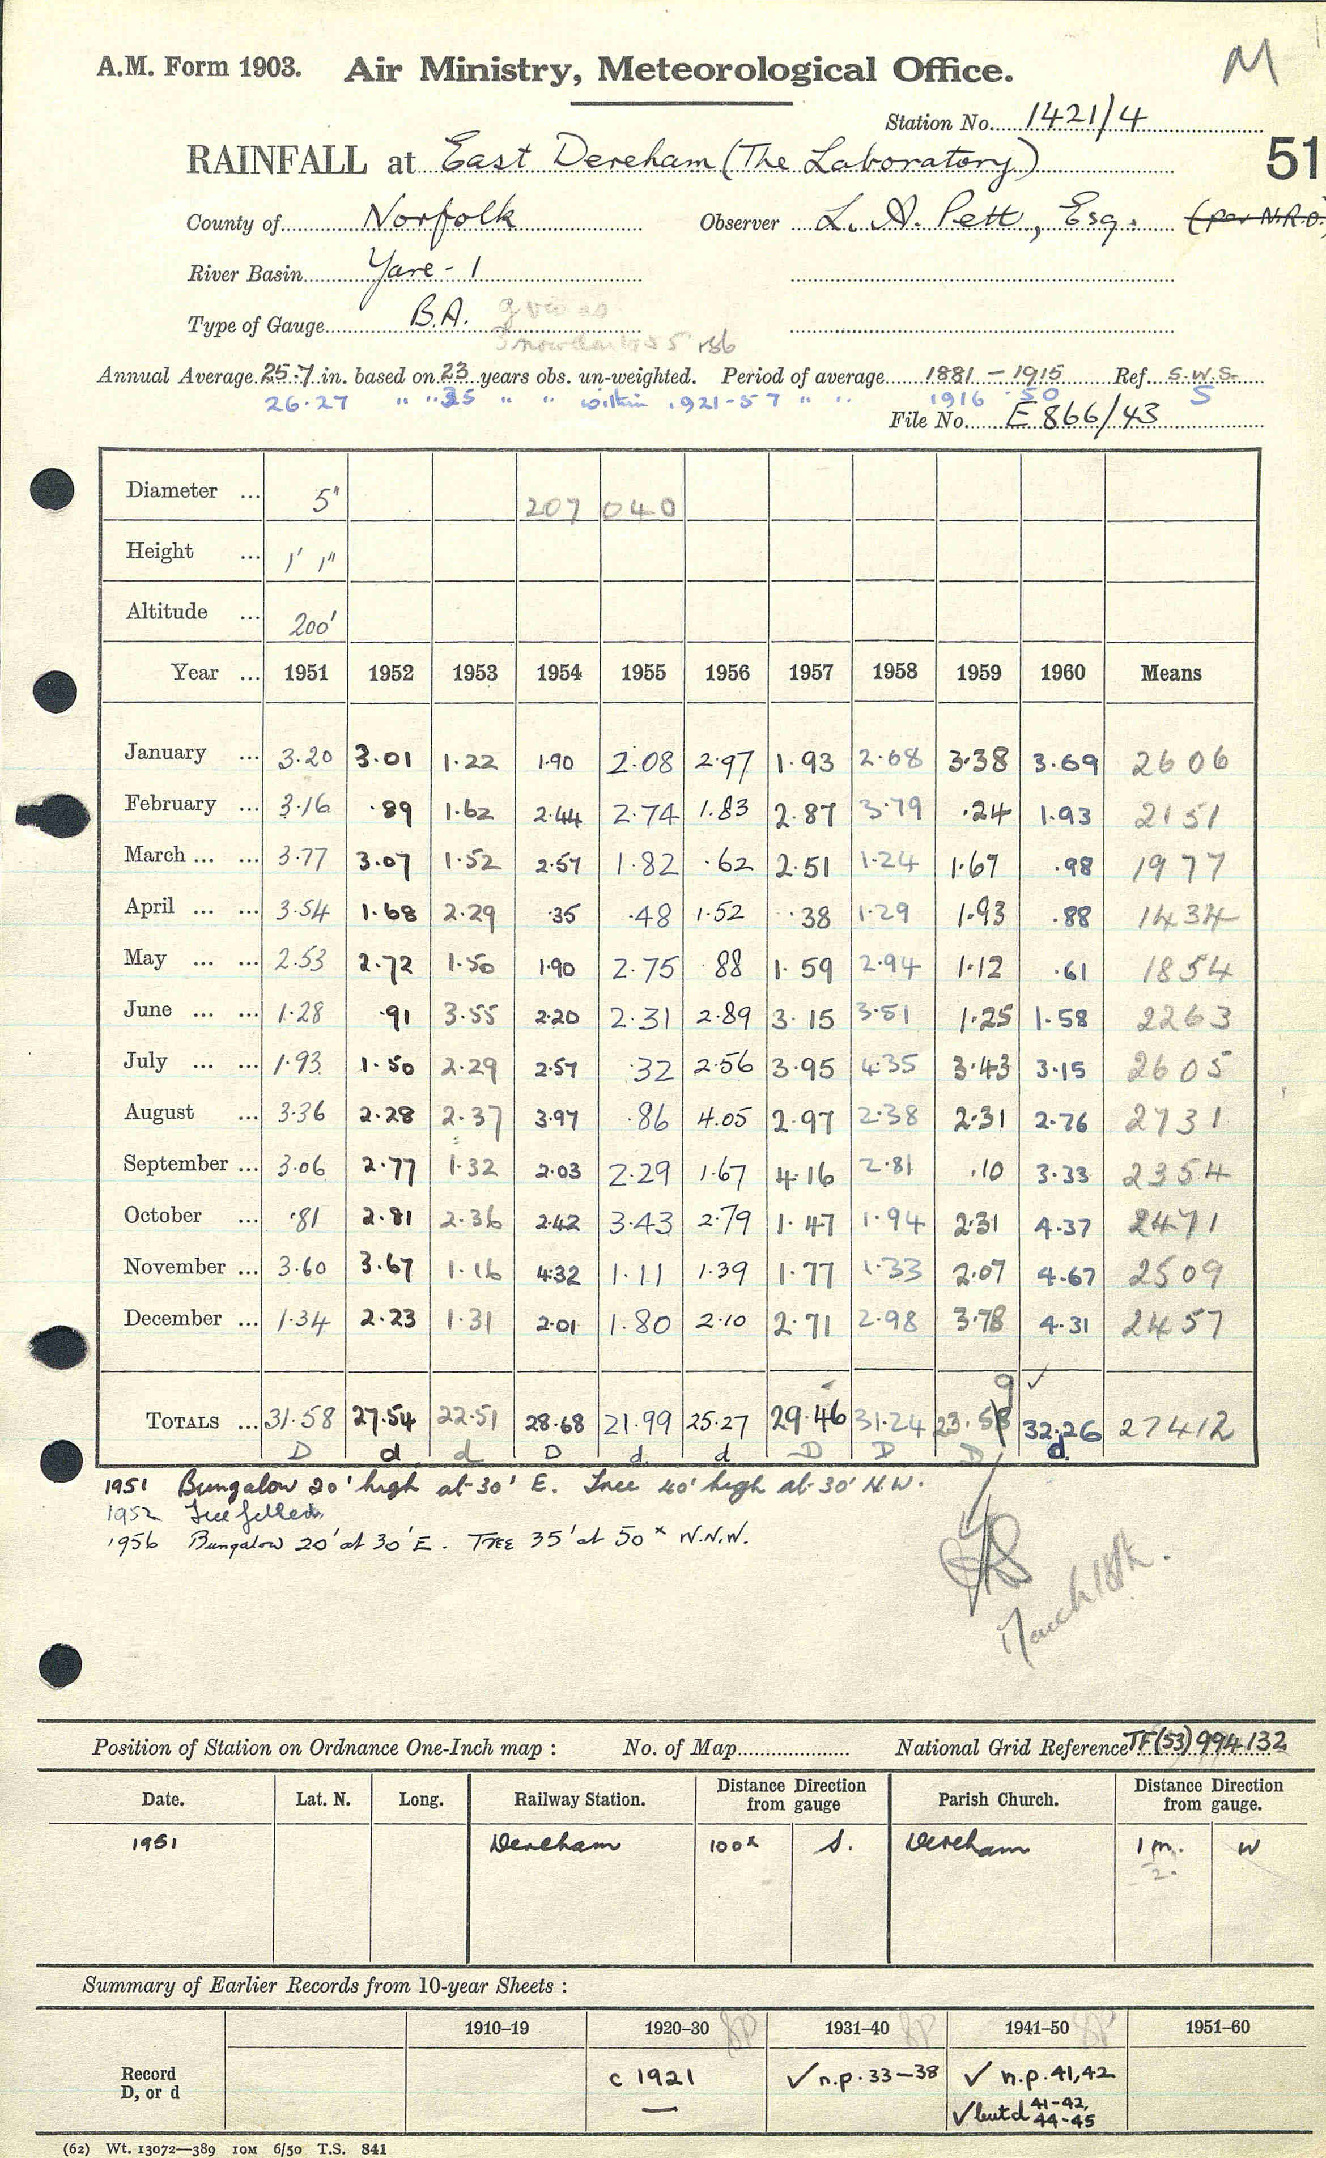 A.M. Form 1903. Air Ministry, Meteorological Office. M
Station No. 1421/4
RAINFALL at East Dereham (The Laboratory) 51
County of Norfolk Observer L. A. Pett, Esq. (per N.R.O.)
River Basin Yare - 1
Type of Gauge B.A.
Annual Average 25.7 in. based on 23 years obs. un-weighted. Period of average 1881 - 1915 Ref S.W.S.
26.27 " " 35 " " within 1921-57 " " 1916 50 S
File No. E 866/43
Diameter ... 5" 207 040
Height ... 1' 1"
Altitude ... 200'
Year ... 1951 1952 1953 1954 1955 1956 1957 1958 1959 1960 Means
January ... 3.20 3.01 1.22 1.90 2.08 2.97 1.93 2.68 3.38 3.69 2606
February ... 3.16 .89 1.62 2.44 2.74 1.83 2.87 3.79 .24 1.93 2151
March ... ... 3.77 3.07 1.52 2.57 1.82 .62 2.51 1.24 1.67 .98 1977
April ... ... 3.54 1.68 2.29 .35 .48 1.52 .38 1.29 1.93 .88 1434
May ... ... 2.53 2.72 1.50 1.90 2.75 88 1.59 2.94 1.12 .61 1854
June ... ... 1.28 .91 3.55 2.20 2.31 2.89 3.15 3.51 1.25 1.58 2263
July ... ... 1.93 1.50 2.29 2.57 .32 2.56 3.95 4.35 3.43 3.15 2605
August ... 3.36 2.28 2.37 3.97 .86 4.05 2.97 2.38 2.31 2.76 2731
September ... 3.06 2.77 1.32 2.03 2.29 1.67 4.16 2.81 .10 3.33 2354
October ... .81 2.81 2.36 2.42 3.43 2.79 1.47 1.94 2.31 4.37 2471
November ... 3.60 3.67 1.16 4.32 1.11 1.39 1.77 1.33 2.07 4.67 2509
December ... 1.34 2.23 1.31 2.01 1.80 2.10 2.71 2.98 3.78 4.31 2457
9 ✓
TOTALS ... 31.58 27.54 22.51 28.68 21.99 25.27 29.46 31.24 23.58 32.26 27412
D d d D d d D D D d
1951 Bungalow 20' high at 30' E. Tree 40' high at 30' N.W.
1952 Tree felled.
1956 Bungalow 20' at 30' E. TREE 35' at 50ˣ N.N.W.
March 18th.
Position of Station on Ordnance One-Inch map : No. of Map National Grid Reference TF(53)994132
Date. Lat. N. Long. Railway Station. Distance Direction from gauge Parish Church. Distance Direction from gauge.
1951 Dereham 100ˣ S. Dereham 1/2 m. W
Summary of Earlier Records from 10-year Sheets :
1910–19 1920–30 1931–40 1941–50 1951–60
Record D, or d c 1921 — ✓ n.p. 33–38 ✓ n.p. 41,42
✓ but d 41–42, 44–45
(62) Wt. 13072—389 10M 6/50 T.S. 841